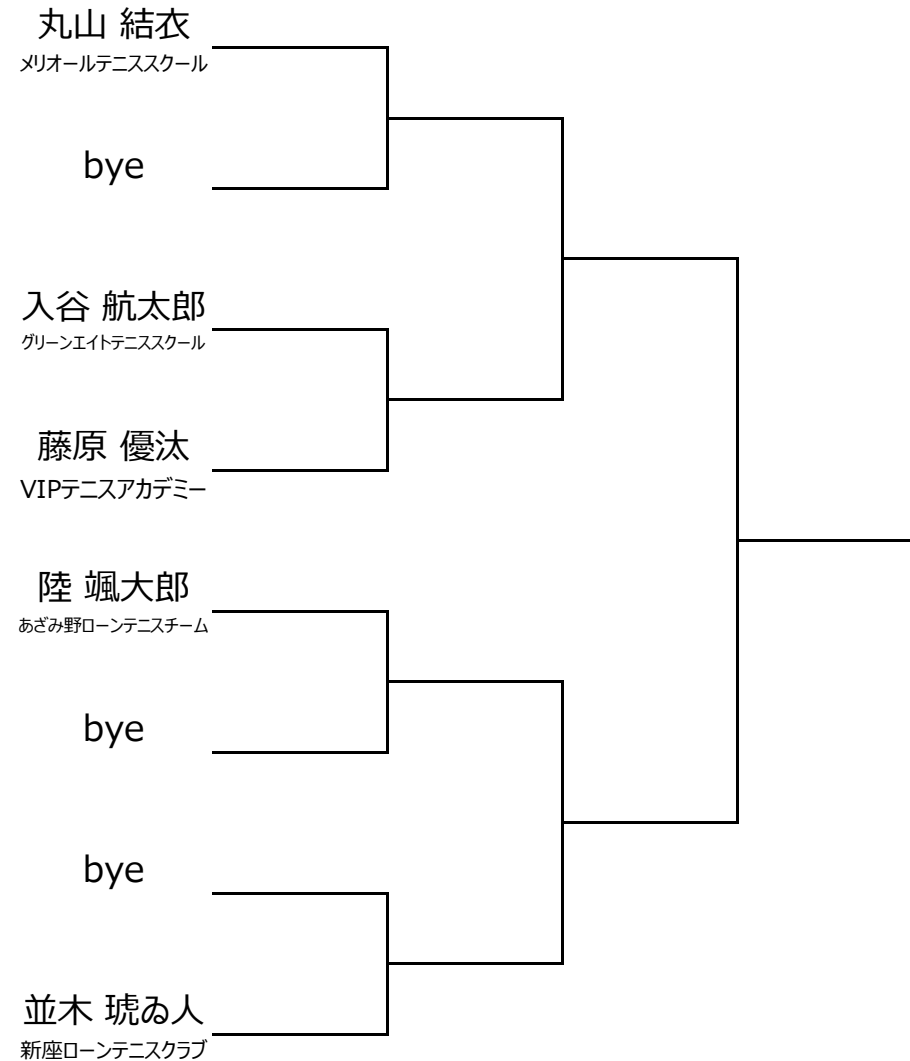 丸山 結衣
メリオールテニススクール
bye
入谷 航太郎
グリーンエイトテニススクール
藤原 優汰
VIPテニスアカデミー
陸 颯大郎
あざみ野ローンテニスチーム
bye
bye
並木 琥ゐ人
新座ローンテニスクラブ